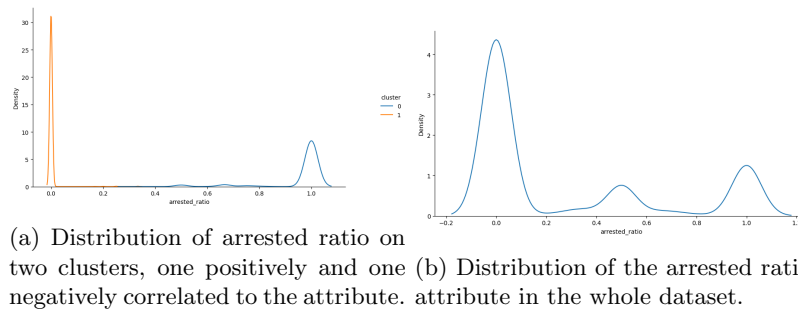 30
25
20
15
10
5
0
Density
0.0 0.2 0.4 0.6 0.8 1.0
arrested_ratio
cluster
0
1
4
3
2
1
0
Density
−0.2 0.0 0.2 0.4 0.6 0.8 1.0 1.
arrested_ratio
(a) Distribution of arrested ratio on
two clusters, one positively and one
negatively correlated to the attribute.
(b) Distribution of the arrested rati
attribute in the whole dataset.